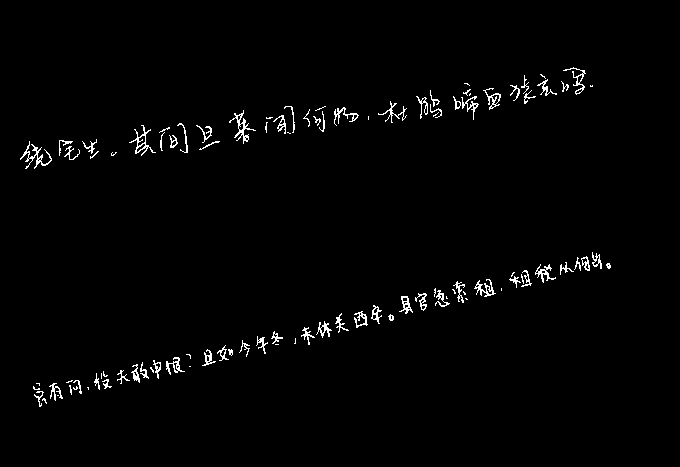 绕宅生。其间旦暮闻何物，杜鹃啼血猿哀鸣.
虽有问，役夫敢申恨？且如今年冬，未休关西卒。县官急索租，租税从何出。